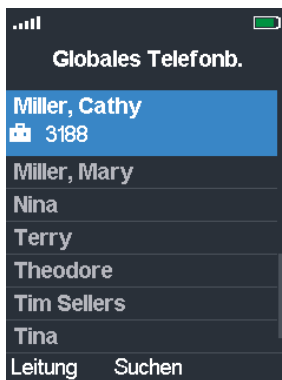 Globales Telefonb.
Miller, Cathy
3188
Miller, Mary
Nina
Terry
Theodore
Tim Sellers
Tina
Leitung Suchen